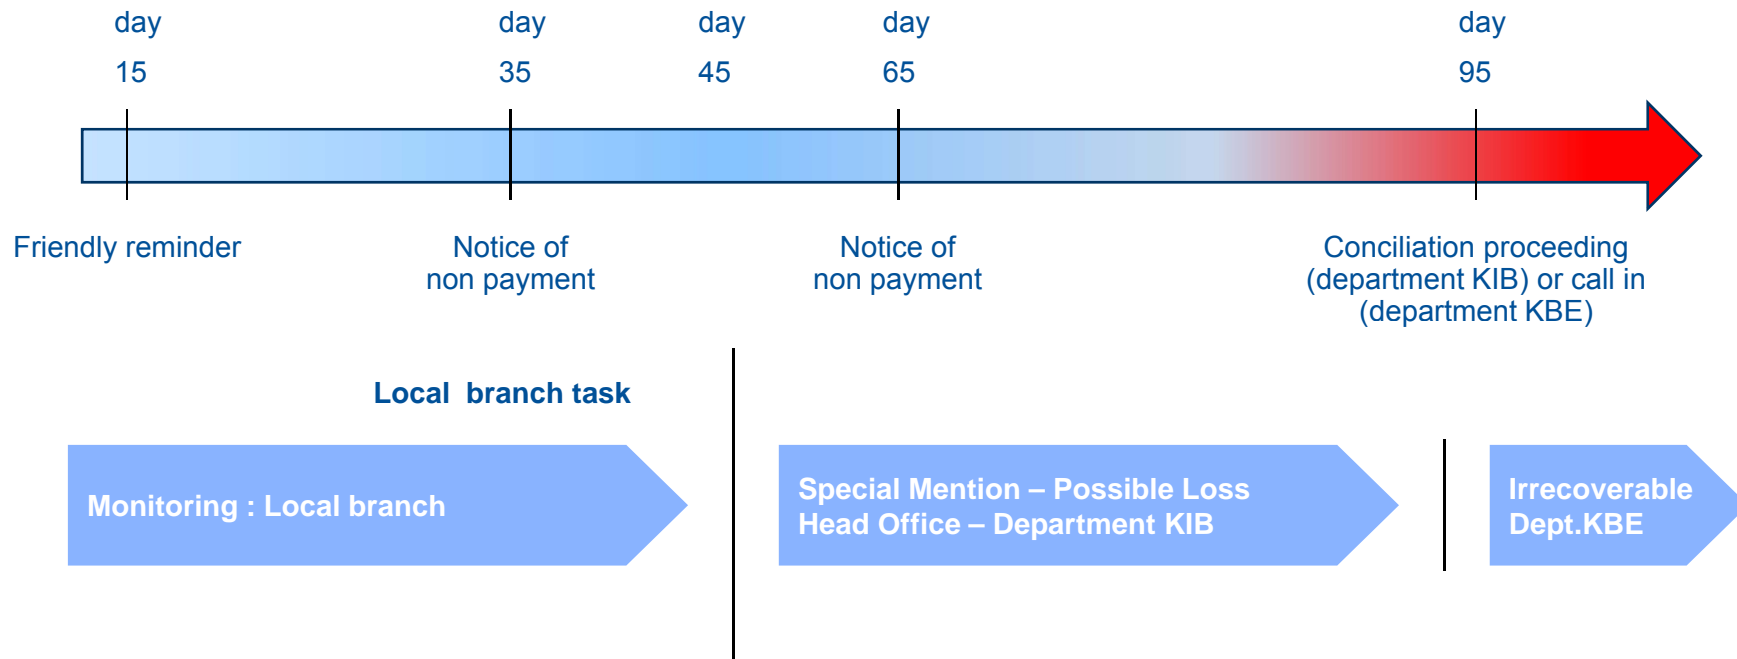 day day day day day
15 35 45 65 95
Friendly reminder
Notice of
non payment
Notice of
non payment
Conciliation proceeding
(department KIB) or call in
(department KBE)
Local branch task
Monitoring : Local branch
Special Mention – Possible Loss
Head Office – Department KIB
Irrecoverable
Dept.KBE